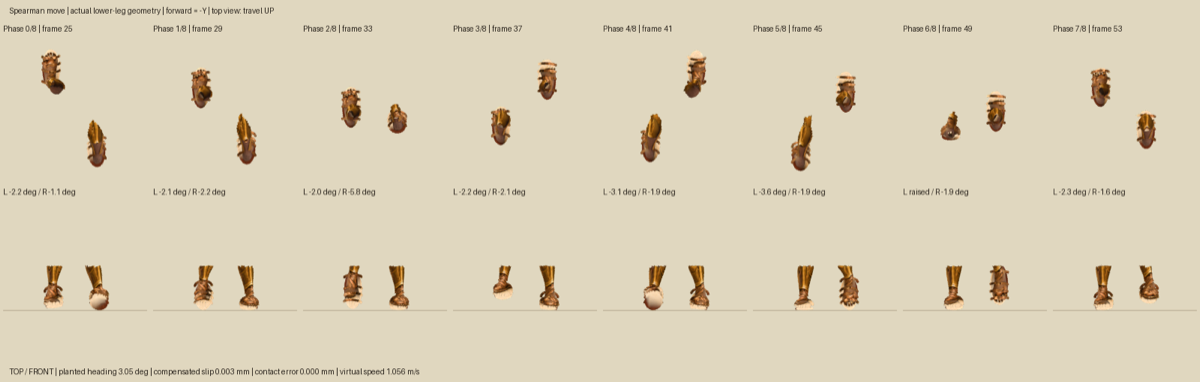 Spearman move | actual lower-leg geometry | forward = -Y | top view: travel UP
Phase 0/8 | frame 25
Phase 1/8 | frame 29
Phase 2/8 | frame 33
Phase 3/8 | frame 37
Phase 4/8 | frame 41
Phase 5/8 | frame 45
Phase 6/8 | frame 49
Phase 7/8 | frame 53
L -2.2 deg / R -1.1 deg
L -2.1 deg / R -2.2 deg
L -2.0 deg / R -5.8 deg
L -2.2 deg / R -2.1 deg
L -3.1 deg / R -1.9 deg
L -3.6 deg / R -1.9 deg
L raised / R -1.9 deg
L -2.3 deg / R -1.6 deg
TOP / FRONT | planted heading 3.05 deg | compensated slip 0.003 mm | contact error 0.000 mm | virtual speed 1.056 m/s